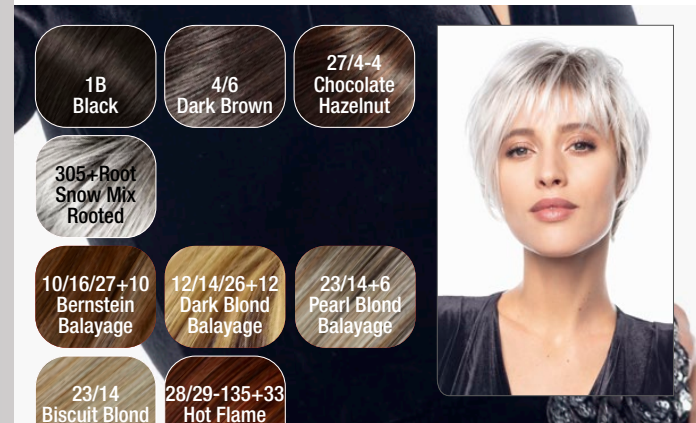 1B
Black
4/6
Dark Brown
27/4-4
Chocolate
Hazelnut
305+Root
Snow Mix
Rooted
10/16/27+10
Bernstein
Balayage
12/14/26+12
Dark Blond
Balayage
23/14+6
Pearl Blond
Balayage
23/14
Biscuit Blond
28/29-135+33
Hot Flame